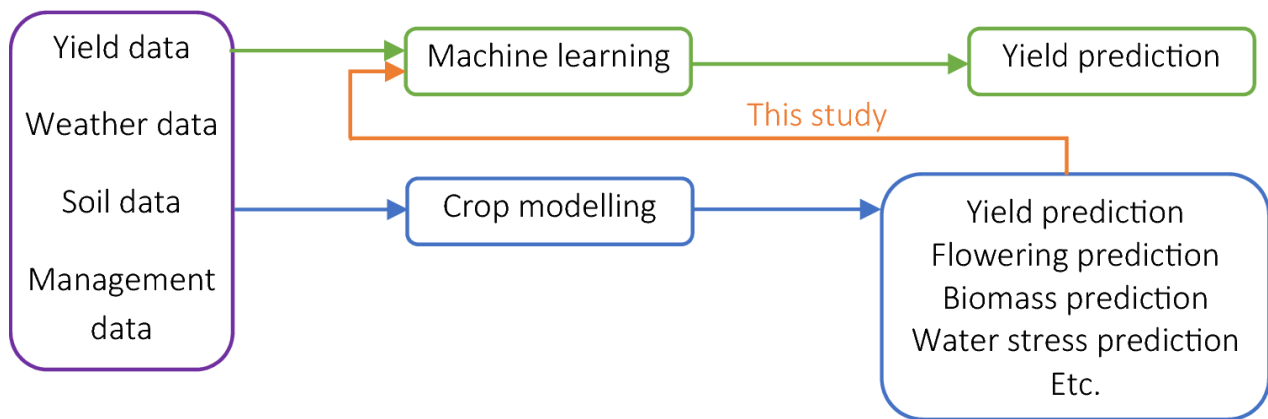 Yield data
Weather data
Soil data
Management
data
Machine learning
Yield prediction
This study
Crop modelling
Yield prediction
Flowering prediction
Biomass prediction
Water stress prediction
Etc.